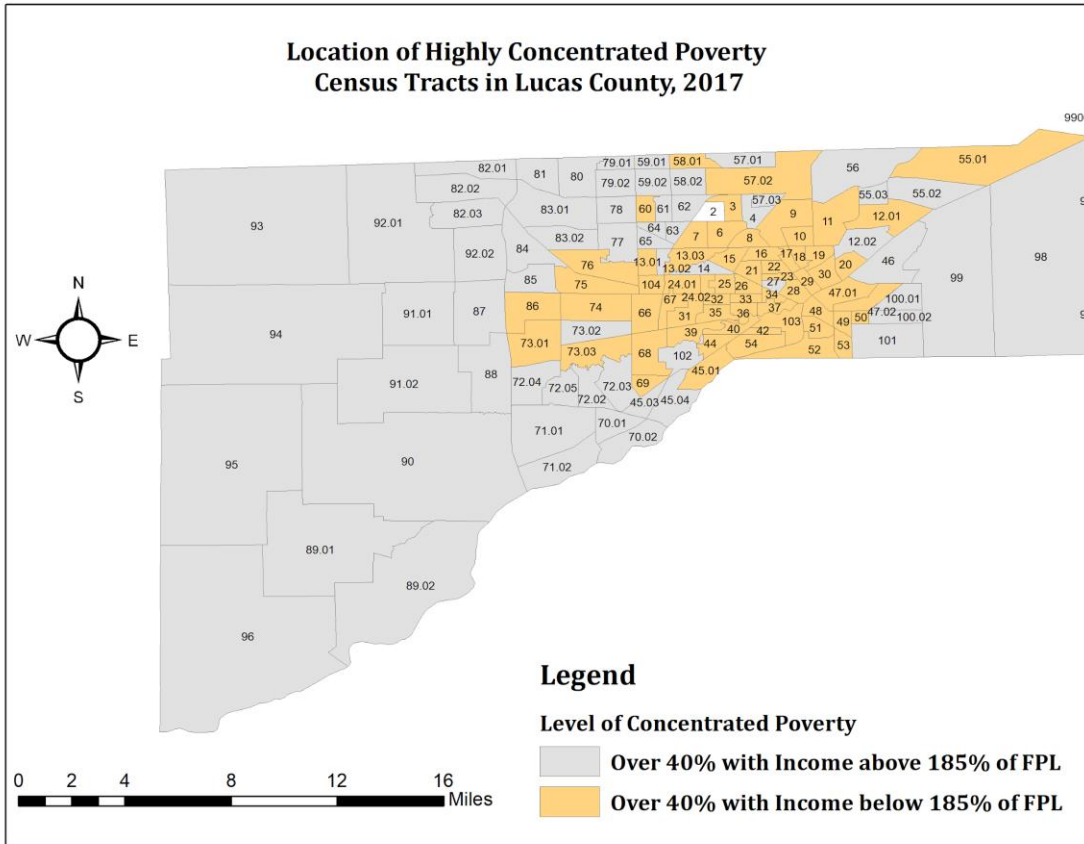 Location of Highly Concentrated Poverty
Census Tracts in Lucas County, 2017
990
79.01 59.01 58.01 57.01
82.01 81 80 56 55.01
82.02 79.02 59.02 58.02 57.02
55.03 55.02
82.03 83.01 78 60 61 62 2 3 57.03
4 9 11 12.01
93 92.01
64 63
83.02 77 65 7 6 8 10 12.02
84
92.02 76 13.01 13.03 15 16 17 18 19
13.02 14 46
85 75 104 24.01 21 22 23 30 20 99 98
25 26 27 29
N
86 74 67 24.02 28 47.01
94 91.01 87 66 32 33 34 100.01
31 35 36 37 48 47.02 100.02
W E
73.01 73.02 39 40 42 103 51 49 50
101
73.03 68 102 44 54 52 53
88
S
91.02 72.04 72.05 72.03 69 45.01
72.02 45.03 45.04
71.01 70.01
70.02
95 90 71.02
89.01
89.02
96
Legend
Level of Concentrated Poverty
Over 40% with Income above 185% of FPL
Over 40% with Income below 185% of FPL
0 2 4 8 12 16
Miles